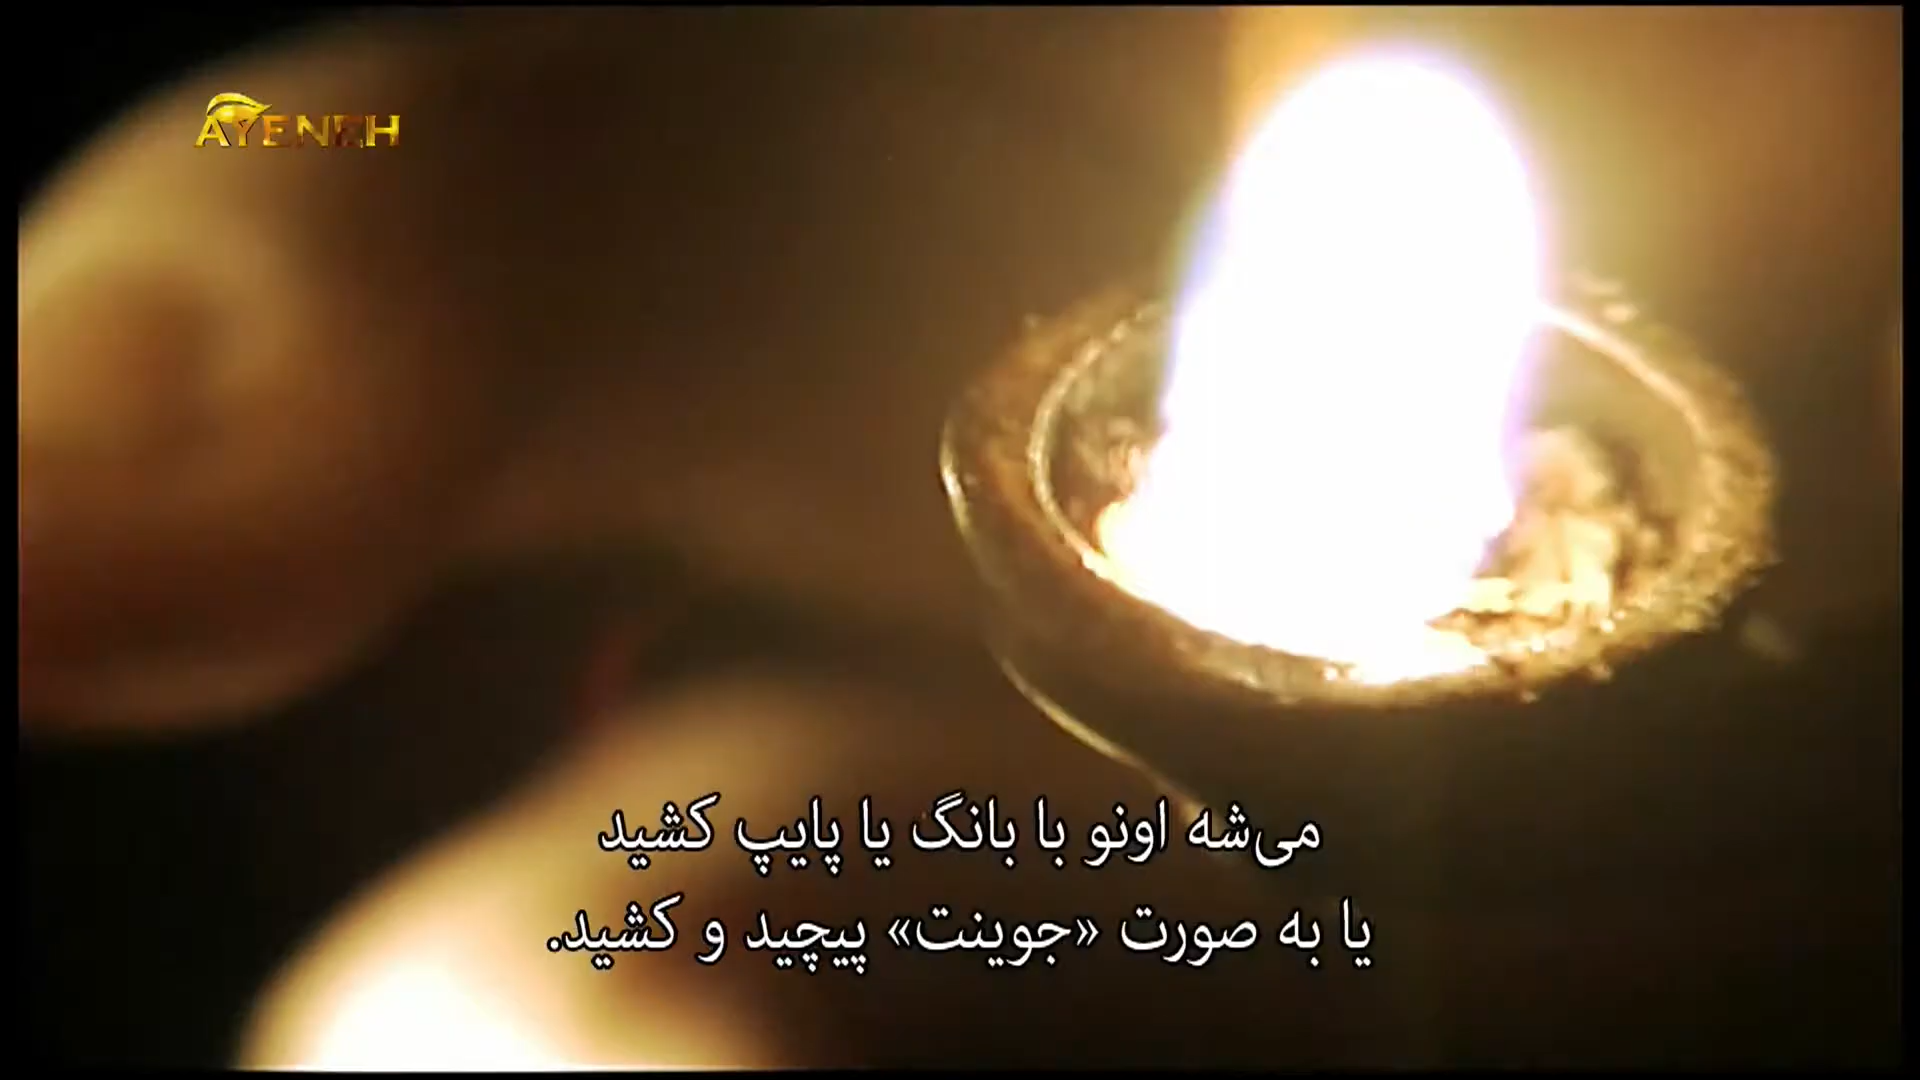 AYENEH
می‌شه اونو با بانگ یا پایپ کشید
یا به صورت «جوینت» پیچید و کشید.